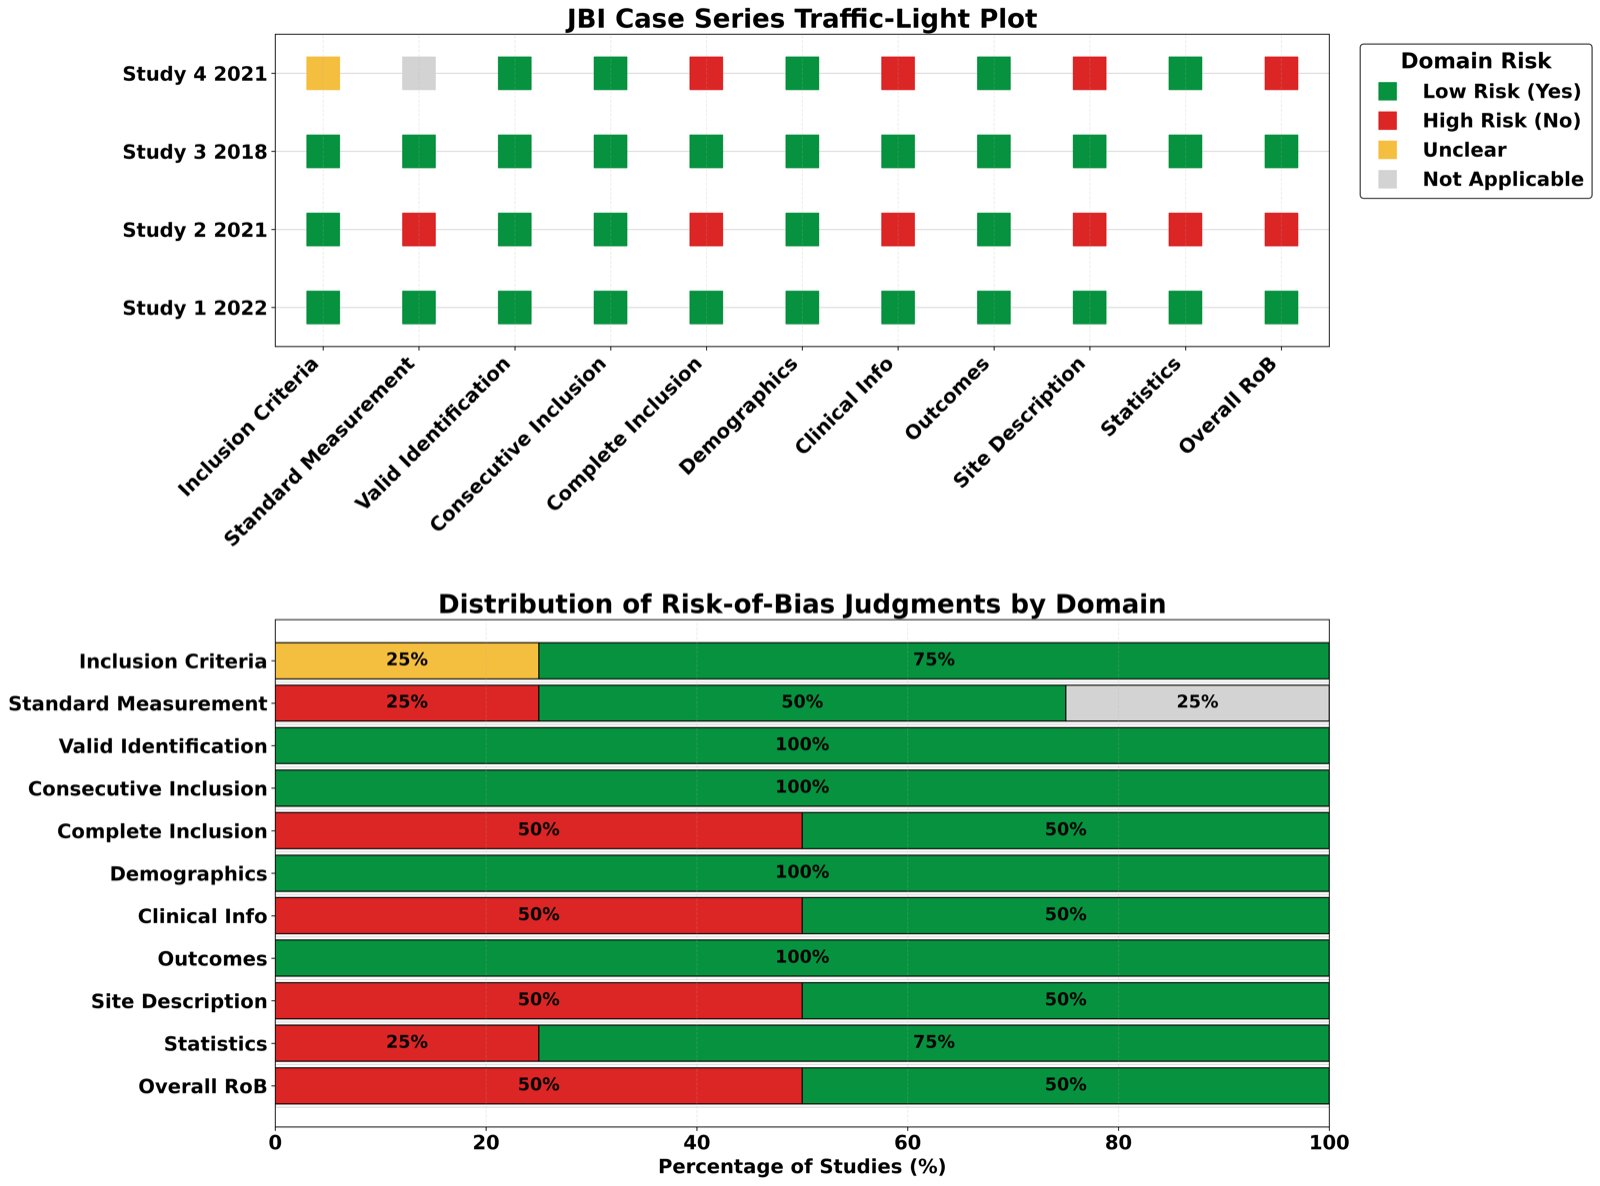 JBI Case Series Traffic-Light Plot
Study 4 2021
Study 3 2018
Study 2 2021
Study 1 2022
Inclusion Criteria
Standard Measurement
Valid Identification
Consecutive Inclusion
Complete Inclusion
Demographics
Clinical Info
Outcomes
Site Description
Statistics
Overall RoB
Domain Risk
Low Risk (Yes)
High Risk (No)
Unclear
Not Applicable
Distribution of Risk-of-Bias Judgments by Domain
Inclusion Criteria 25% 75%
Standard Measurement 25% 50% 25%
Valid Identification 100%
Consecutive Inclusion 100%
Complete Inclusion 50% 50%
Demographics 100%
Clinical Info 50% 50%
Outcomes 100%
Site Description 50% 50%
Statistics 25% 75%
Overall RoB 50% 50%
0 20 40 60 80 100
Percentage of Studies (%)